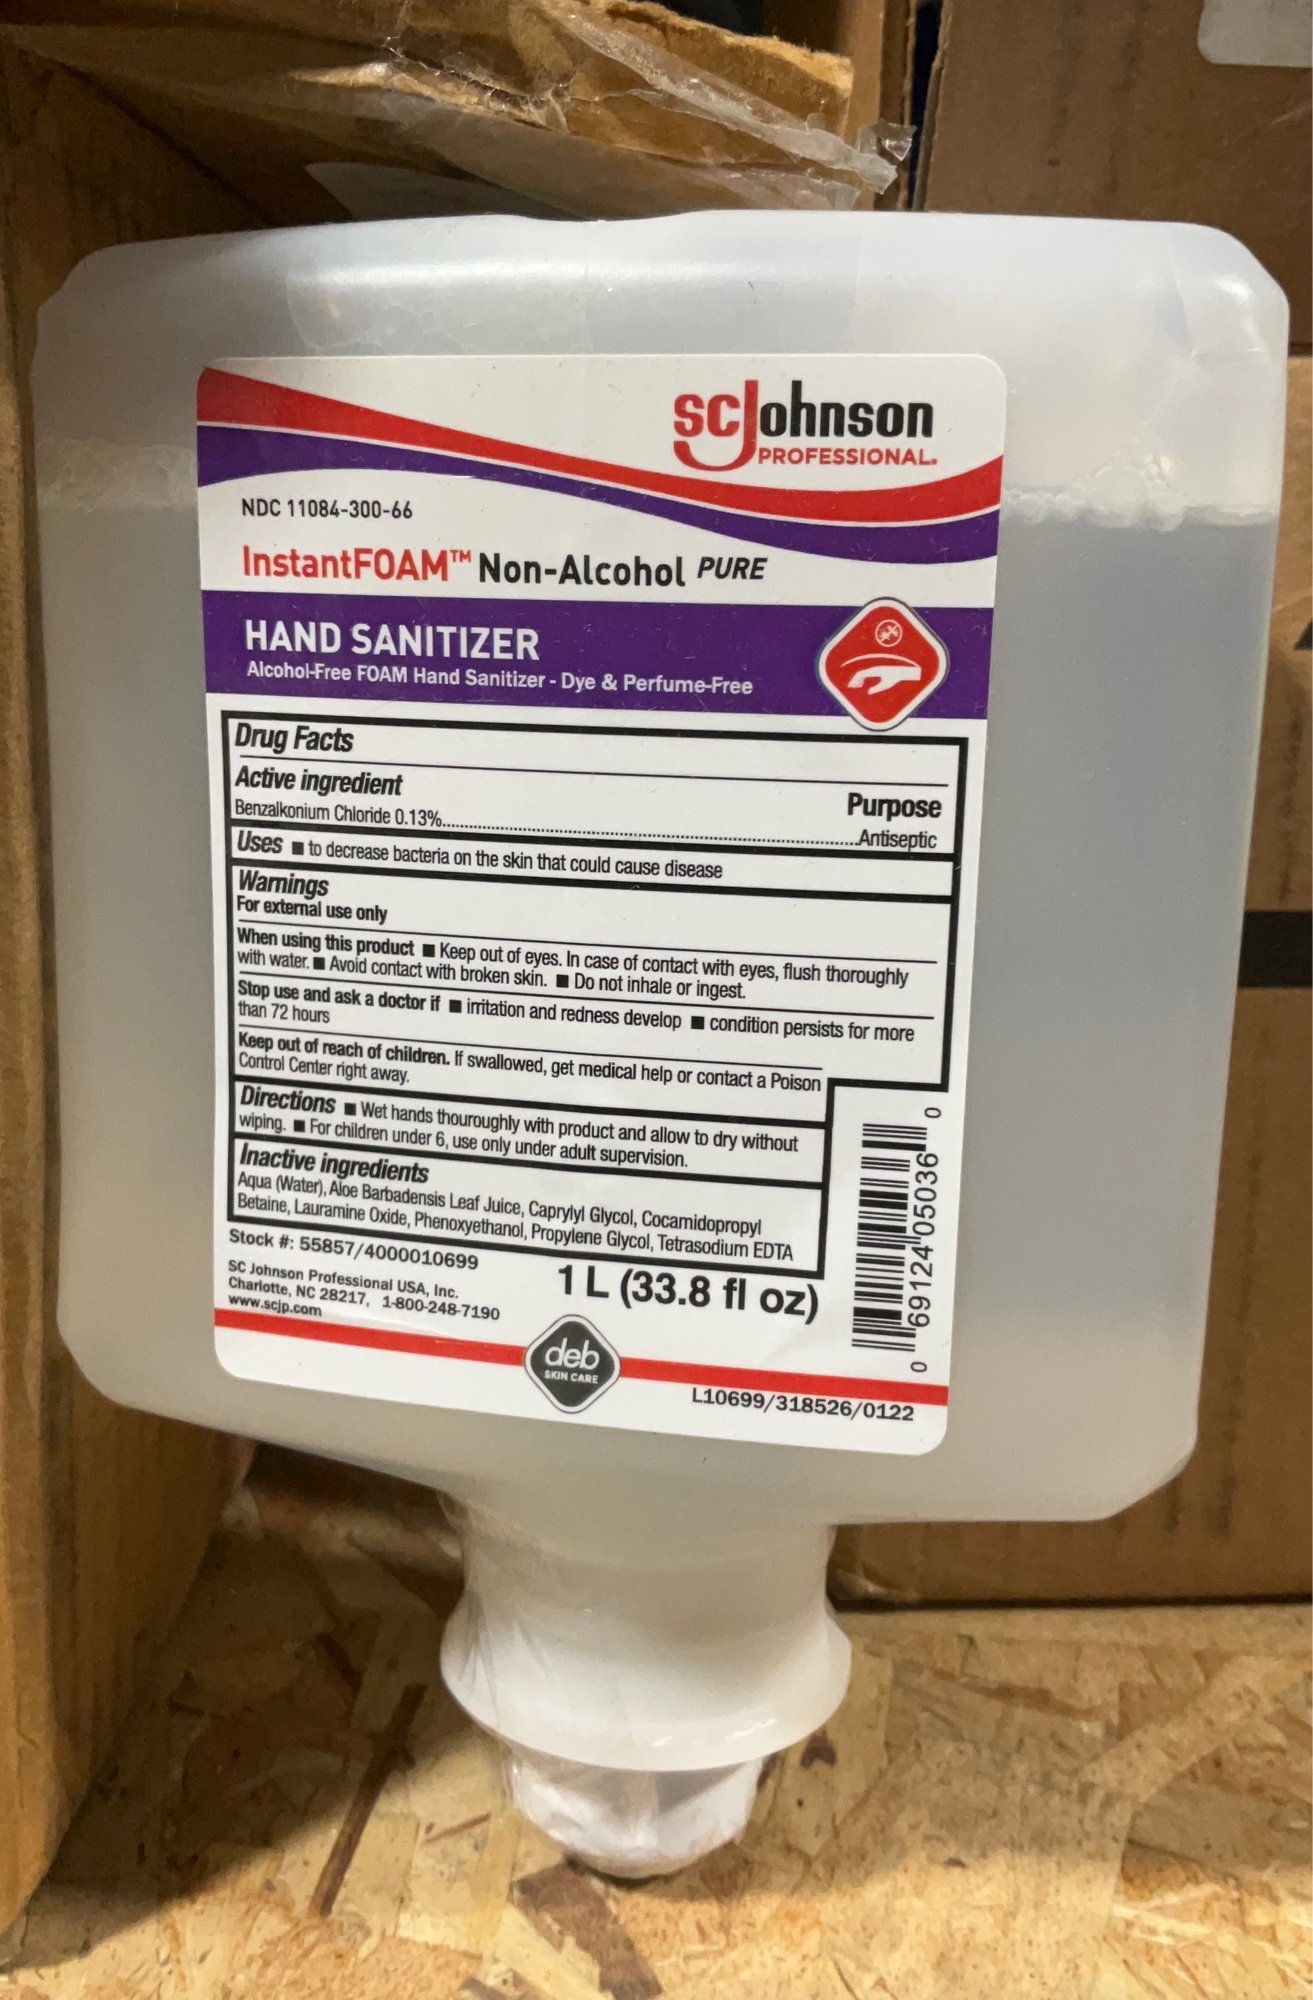 SC Johnson
PROFESSIONAL®
NDC 11084-300-66
InstantFOAM™ Non-Alcohol PURE
HAND SANITIZER
Alcohol-Free FOAM Hand Sanitizer - Dye & Perfume-Free
Drug Facts
Active ingredient Purpose
Benzalkonium Chloride 0.13%..........Antiseptic
Uses ■ to decrease bacteria on the skin that could cause disease
Warnings
For external use only
When using this product ■ Keep out of eyes. In case of contact with eyes, flush thoroughly
with water. ■ Avoid contact with broken skin. ■ Do not inhale or ingest.
Stop use and ask a doctor if ■ irritation and redness develop ■ condition persists for more
than 72 hours
Keep out of reach of children. If swallowed, get medical help or contact a Poison
Control Center right away.
Directions ■ Wet hands thouroughly with product and allow to dry without
wiping. ■ For children under 6, use only under adult supervision.
Inactive ingredients
Aqua (Water), Aloe Barbadensis Leaf Juice, Caprylyl Glycol, Cocamidopropyl
Betaine, Lauramine Oxide, Phenoxyethanol, Propylene Glycol, Tetrasodium EDTA
Stock #: 55857/4000010699
SC Johnson Professional USA, Inc.
Charlotte, NC 28217, 1-800-248-7190
www.scjp.com
1 L (33.8 fl oz)
0 69124 05036 0
deb
SKIN CARE
L10699/318526/0122